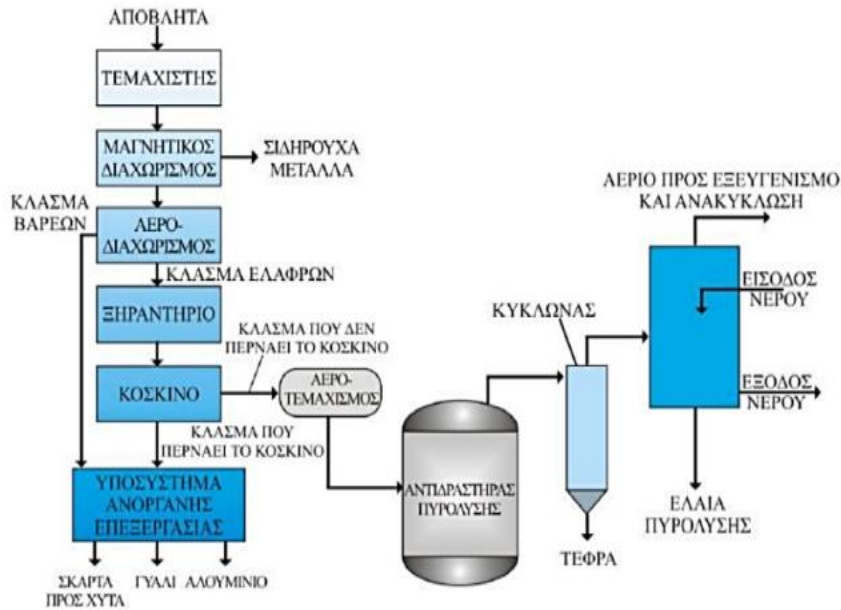 ΑΠΟΒΛΗΤΑ
ΤΕΜΑΧΙΣΤΗΣ
ΜΑΓΝΗΤΙΚΟΣ
ΔΙΑΧΩΡΙΣΜΟΣ
ΣΙΔΗΡΟΥΧΑ
ΜΕΤΑΛΛΑ
ΚΛΑΣΜΑ
ΒΑΡΕΩΝ
ΑΕΡΟ-
ΔΙΑΧΩΡΙΣΜΟΣ
ΚΛΑΣΜΑ ΕΛΑΦΡΩΝ
ΞΗΡΑΝΤΗΡΙΟ
ΚΛΑΣΜΑ ΠΟΥ ΔΕΝ
ΠΕΡΝΑΕΙ ΤΟ ΚΟΣΚΙΝΟ
ΚΟΣΚΙΝΟ
ΑΕΡΟ-
ΤΕΜΑΧΙΣΜΟΣ
ΚΛΑΣΜΑ ΠΟΥ
ΠΕΡΝΑΕΙ ΤΟ ΚΟΣΚΙΝΟ
ΥΠΟΣΥΣΤΗΜΑ
ΑΝΟΡΓΑΝΗΣ
ΕΠΕΞΕΡΓΑΣΙΑΣ
ΣΚΑΡΤΑ
ΠΡΟΣ ΧΥΤΑ
ΓΥΑΛΙ
ΑΛΟΥΜΙΝΙΟ
ΑΝΤΙΔΡΑΣΤΗΡΑΣ
ΠΥΡΟΛΥΣΗΣ
ΚΥΚΛΩΝΑΣ
ΤΕΦΡΑ
ΑΕΡΙΟ ΠΡΟΣ ΕΞΕΥΓΕΝΙΣΜΟ
ΚΑΙ ΑΝΑΚΥΚΛΩΣΗ
ΕΙΣΟΔΟΣ
ΝΕΡΟΥ
ΕΞΟΔΟΣ
ΝΕΡΟΥ
ΕΛΑΙΑ
ΠΥΡΟΛΥΣΗΣ